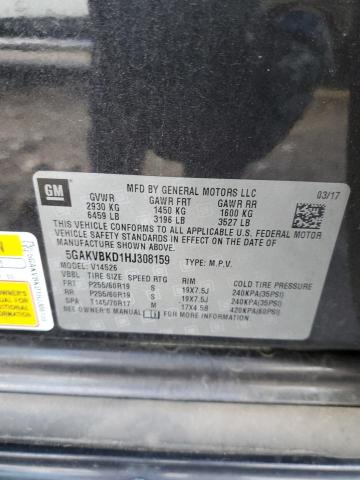 GM
MFD BY GENERAL MOTORS LLC
03/17
GVWR GAWR FRT GAWR RR
2930 KG 1450 KG 1600 KG
6459 LB 3196 LB 3527 LB
THIS VEHICLE CONFORMS TO ALL APPLICABLE U.S. FEDERAL MOTOR
VEHICLE SAFETY STANDARDS IN EFFECT ON THE DATE OF
MANUFACTURE SHOWN ABOVE.
5GAKVBKD1HJ308159 TYPE: M.P.V.
MODEL: V14526
VBBL TIRE SIZE SPEED RTG RIM COLD TIRE PRESSURE
FRT P255/60R19 S 19X7.5J 240KPA(35PSI)
RR P255/60R19 S 19X7.5J 240KPA(35PSI)
SPA T145/70R17 M 17X4.5B 420KPA(60PSI)
SEE OWNER'S MANUAL FOR ADDITIONAL INFORMATION.